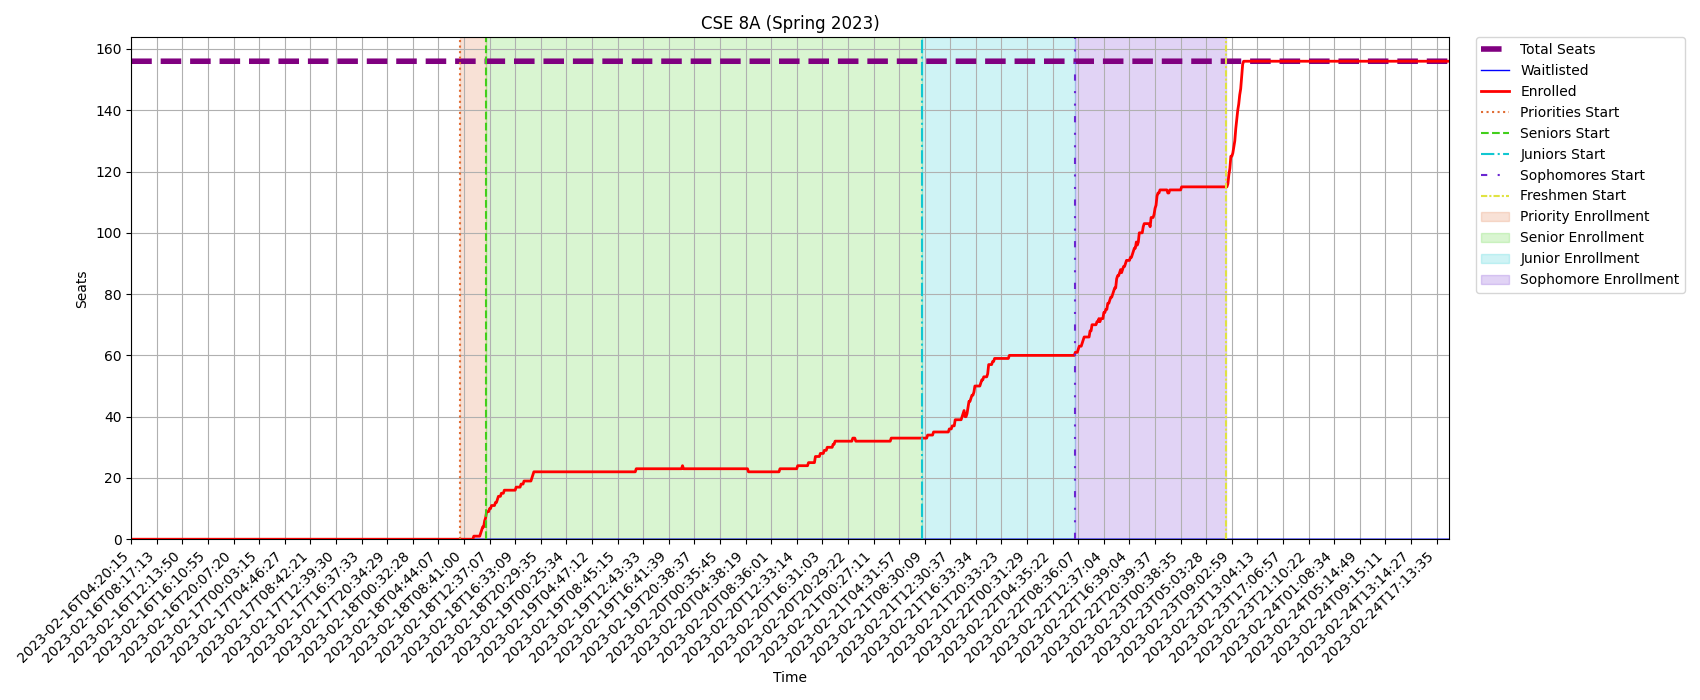 CSE 8A (Spring 2023)
160
140
120
100
80
60
40
20
0
Seats
2023-02-16T04:20:15
2023-02-16T08:17:13
2023-02-16T12:13:50
2023-02-16T16:10:55
2023-02-16T20:07:20
2023-02-17T00:03:15
2023-02-17T04:46:27
2023-02-17T08:42:21
2023-02-17T12:39:30
2023-02-17T16:37:33
2023-02-17T20:34:29
2023-02-18T00:32:28
2023-02-18T04:44:07
2023-02-18T08:41:00
2023-02-18T12:37:07
2023-02-18T16:33:09
2023-02-18T20:29:35
2023-02-19T00:25:34
2023-02-19T04:47:12
2023-02-19T08:45:15
2023-02-19T12:43:33
2023-02-19T16:41:39
2023-02-19T20:38:37
2023-02-20T00:35:45
2023-02-20T04:38:19
2023-02-20T08:36:01
2023-02-20T12:33:14
2023-02-20T16:31:03
2023-02-20T20:29:22
2023-02-21T00:27:11
2023-02-21T04:31:57
2023-02-21T08:30:09
2023-02-21T12:30:37
2023-02-21T16:33:34
2023-02-21T20:33:23
2023-02-22T00:31:29
2023-02-22T04:35:22
2023-02-22T08:36:07
2023-02-22T12:37:04
2023-02-22T16:39:04
2023-02-22T20:39:37
2023-02-23T00:38:35
2023-02-23T05:03:28
2023-02-23T09:02:59
2023-02-23T13:04:13
2023-02-23T17:06:57
2023-02-23T21:10:22
2023-02-24T01:08:34
2023-02-24T05:14:49
2023-02-24T09:15:11
2023-02-24T13:14:27
2023-02-24T17:13:35
Time
Total Seats
Waitlisted
Enrolled
Priorities Start
Seniors Start
Juniors Start
Sophomores Start
Freshmen Start
Priority Enrollment
Senior Enrollment
Junior Enrollment
Sophomore Enrollment